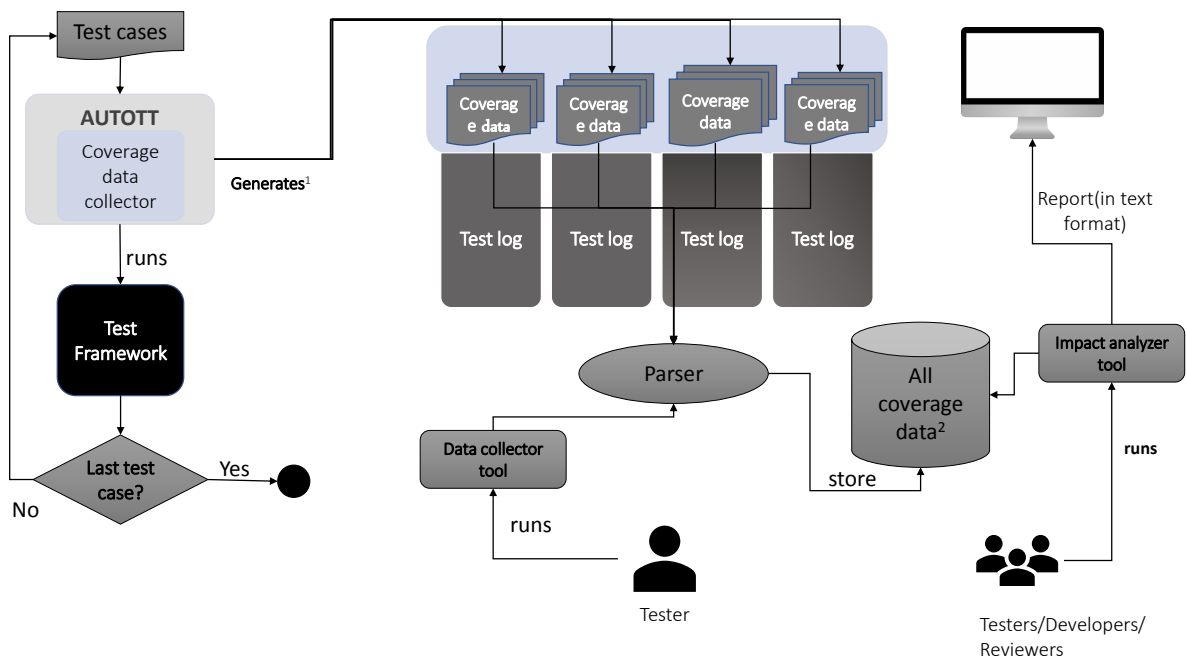 Test cases
AUTOTT
Coverage
data
collector
Generates¹
runs
Test
Framework
Last test
case?
Yes
No
Coverag
e data
Coverag
e data
Coverage
data
Coverag
e data
Test log
Test log
Test log
Test log
Parser
Data collector
tool
runs
Tester
store
All
coverage
data²
Report(in text
format)
Impact analyzer
tool
runs
Testers/Developers/
Reviewers